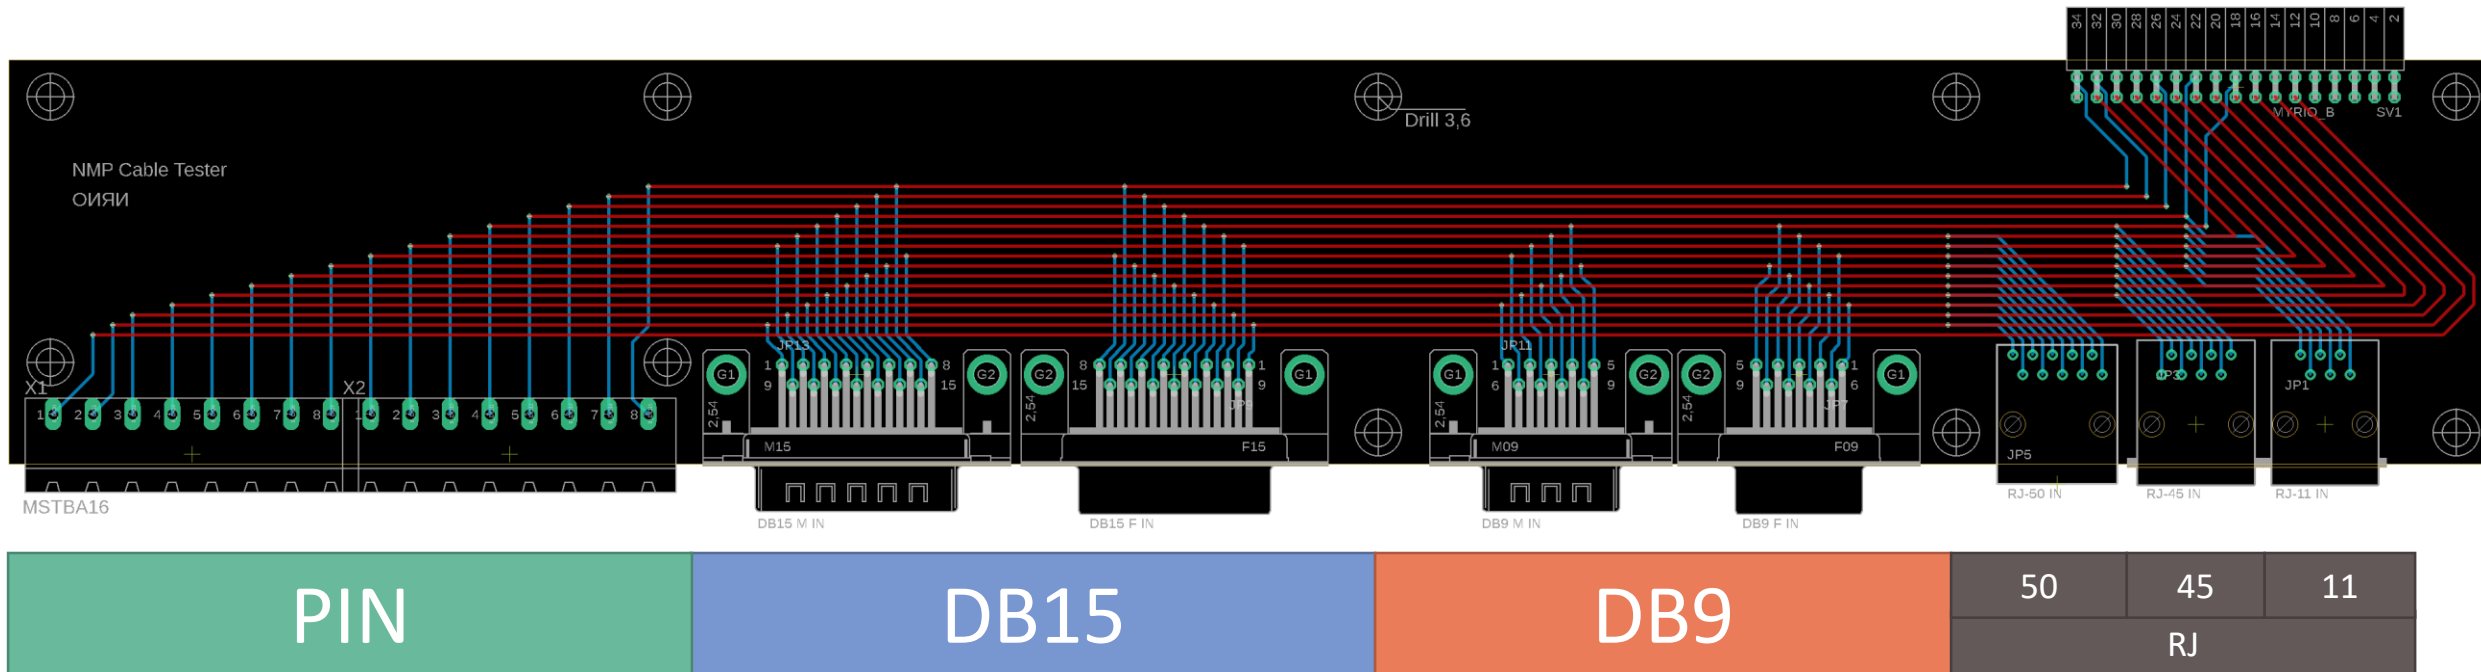 34 32 30 28 26 24 22 20 18 16 14 12 10 8 6 4 2
MYRIO_B SV1
Drill 3,6
NMP Cable Tester
ОИЯИ
JP13 JP11
X1 1 2 3 4 5 6 7 8
X2 1 2 3 4 5 6 7 8
MSTBA16
G1 1 8 G2
9 15
2,54
M15
DB15 M IN
G2 8 1 G1
15 9
2,54
JP9
F15
DB15 F IN
G1 1 5 G2
6 9
2,54
M09
DB9 M IN
G2 5 1 G1
9 6
2,54
JP7
F09
DB9 F IN
JP5
RJ-50 IN
JP3
RJ-45 IN
JP1
RJ-11 IN
PIN DB15 DB9 50 45 11
RJ